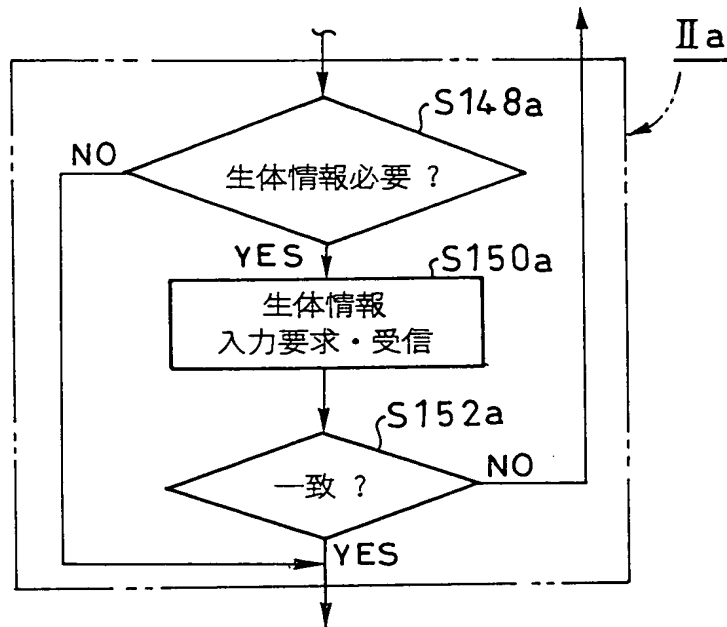 Ⅱa
S148a
NO
生体情報必要？
YES
S150a
生体情報
入力要求・受信
S152a
一致？
NO
YES